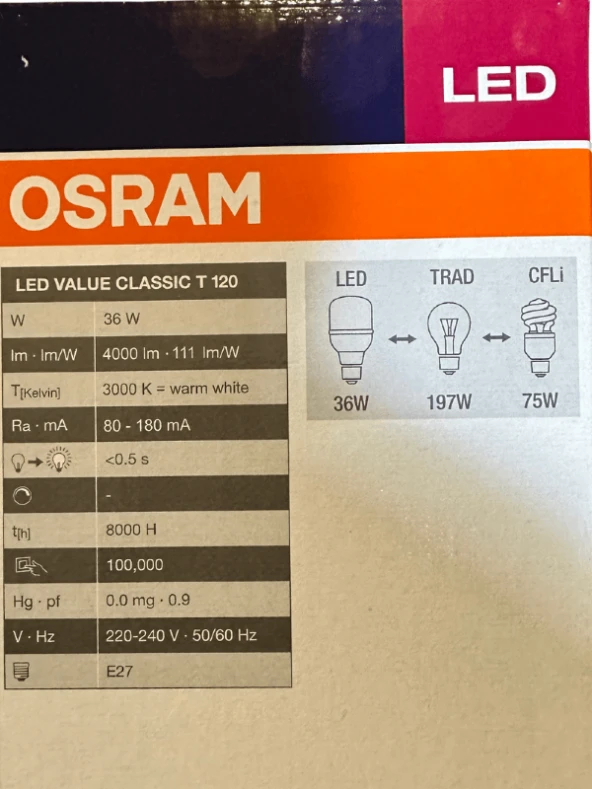 LED
OSRAM
LED VALUE CLASSIC T 120
W 36 W
lm · lm/W 4000 lm · 111 lm/W
T[Kelvin] 3000 K = warm white
Ra · mA 80 - 180 mA
<0.5 s
-
t[h] 8000 H
100,000
Hg · pf 0.0 mg · 0.9
V · Hz 220-240 V · 50/60 Hz
E27
LED TRAD CFLi
36W 197W 75W